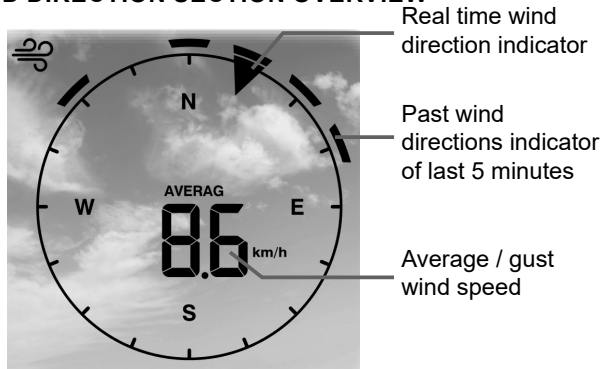 D DIRECTION SECTION OVERVIEW
Real time wind
direction indicator
N
Past wind
directions indicator
of last 5 minutes
AVERAG
W
E
8.6
km/h
Average / gust
wind speed
S